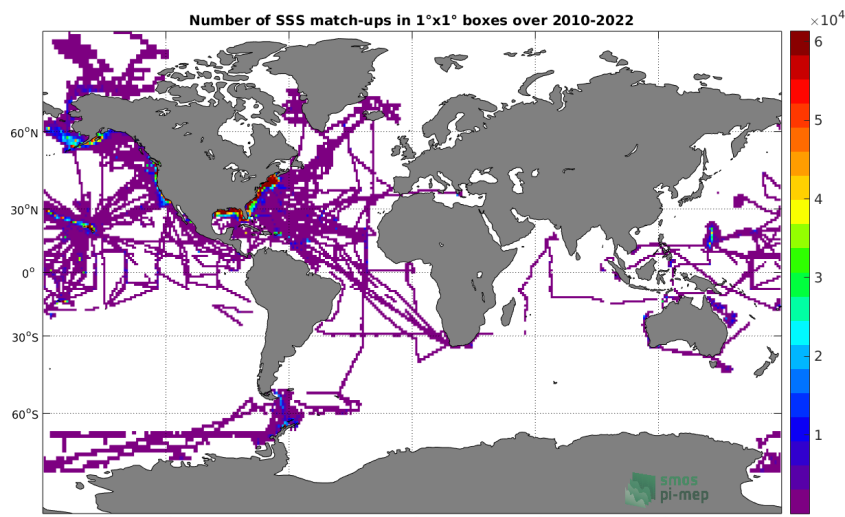 Number of SSS match-ups in 1°x1° boxes over 2010-2022
×10⁴
6
5
4
3
2
1
60°N
30°N
0°
30°S
60°S
smos
pi-mep